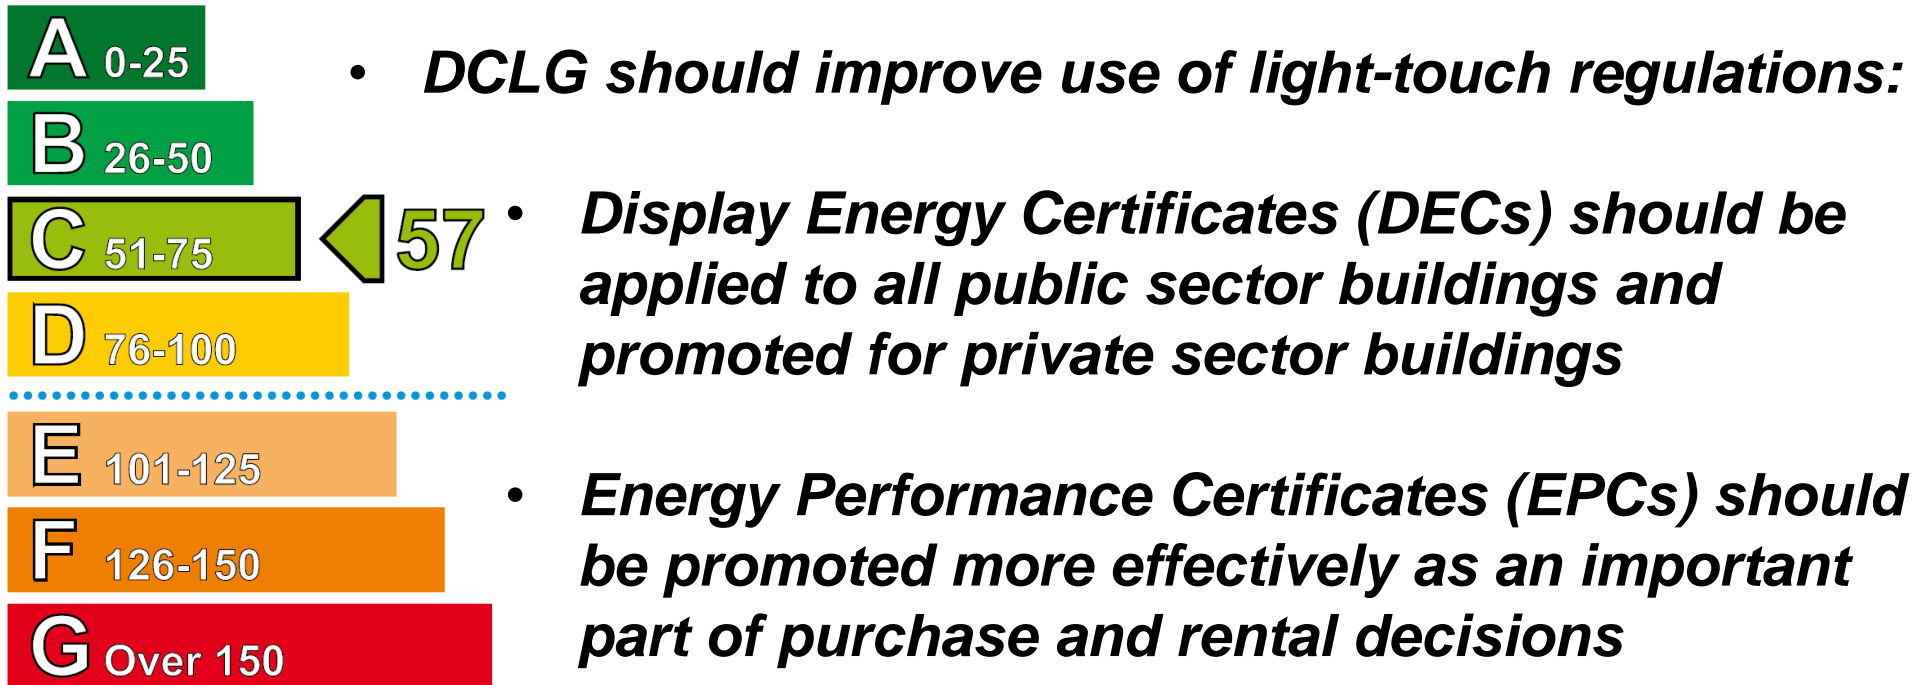 A 0-25
B 26-50
C 51-75
57
D 76-100
E 101-125
F 126-150
G Over 150
• DCLG should improve use of light-touch regulations:
• Display Energy Certificates (DECs) should be
applied to all public sector buildings and
promoted for private sector buildings
• Energy Performance Certificates (EPCs) should
be promoted more effectively as an important
part of purchase and rental decisions